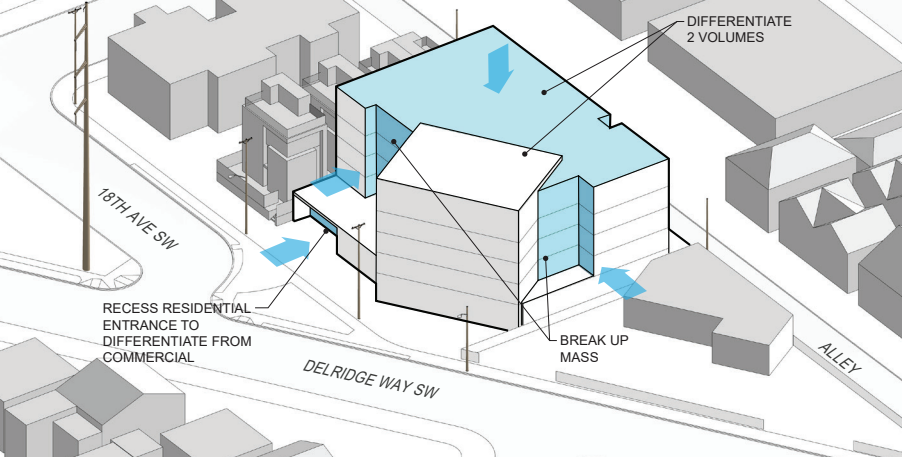 DIFFERENTIATE
2 VOLUMES
18TH AVE SW
RECESS RESIDENTIAL
ENTRANCE TO
DIFFERENTIATE FROM
COMMERCIAL
BREAK UP
MASS
DELRIDGE WAY SW
ALLEY